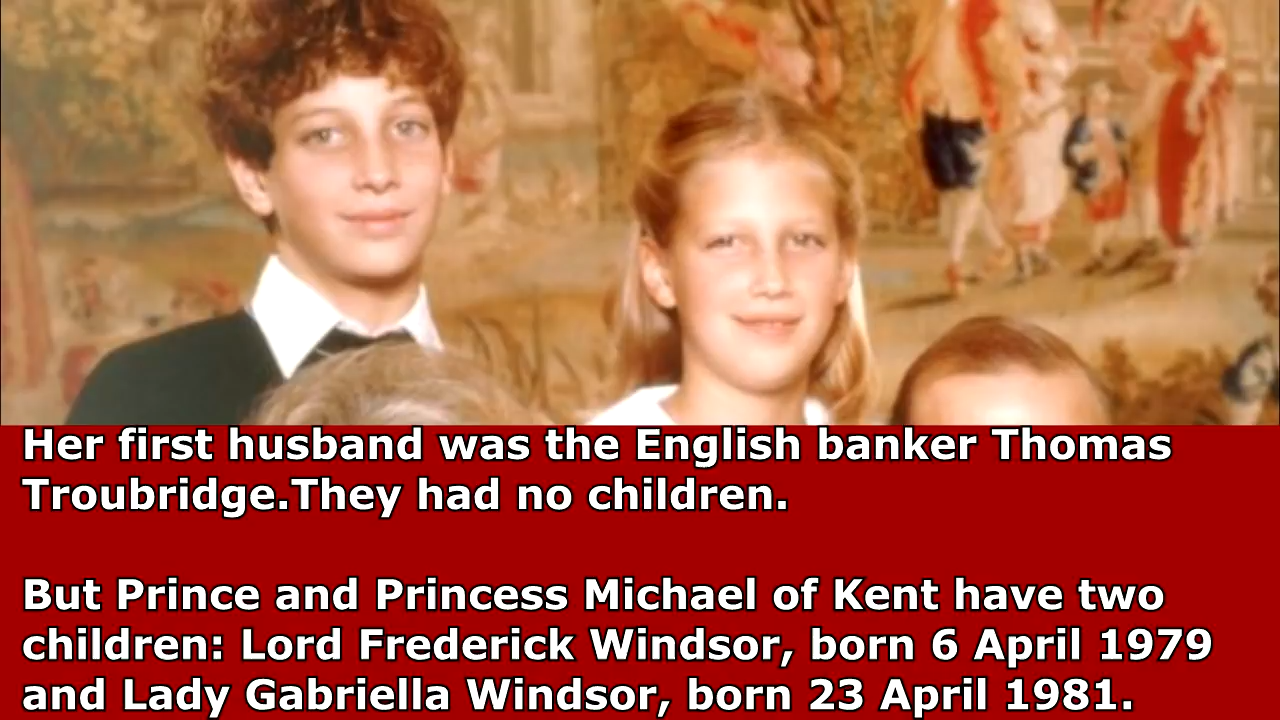 Her first husband was the English banker Thomas
Troubridge.They had no children.
But Prince and Princess Michael of Kent have two
children: Lord Frederick Windsor, born 6 April 1979
and Lady Gabriella Windsor, born 23 April 1981.